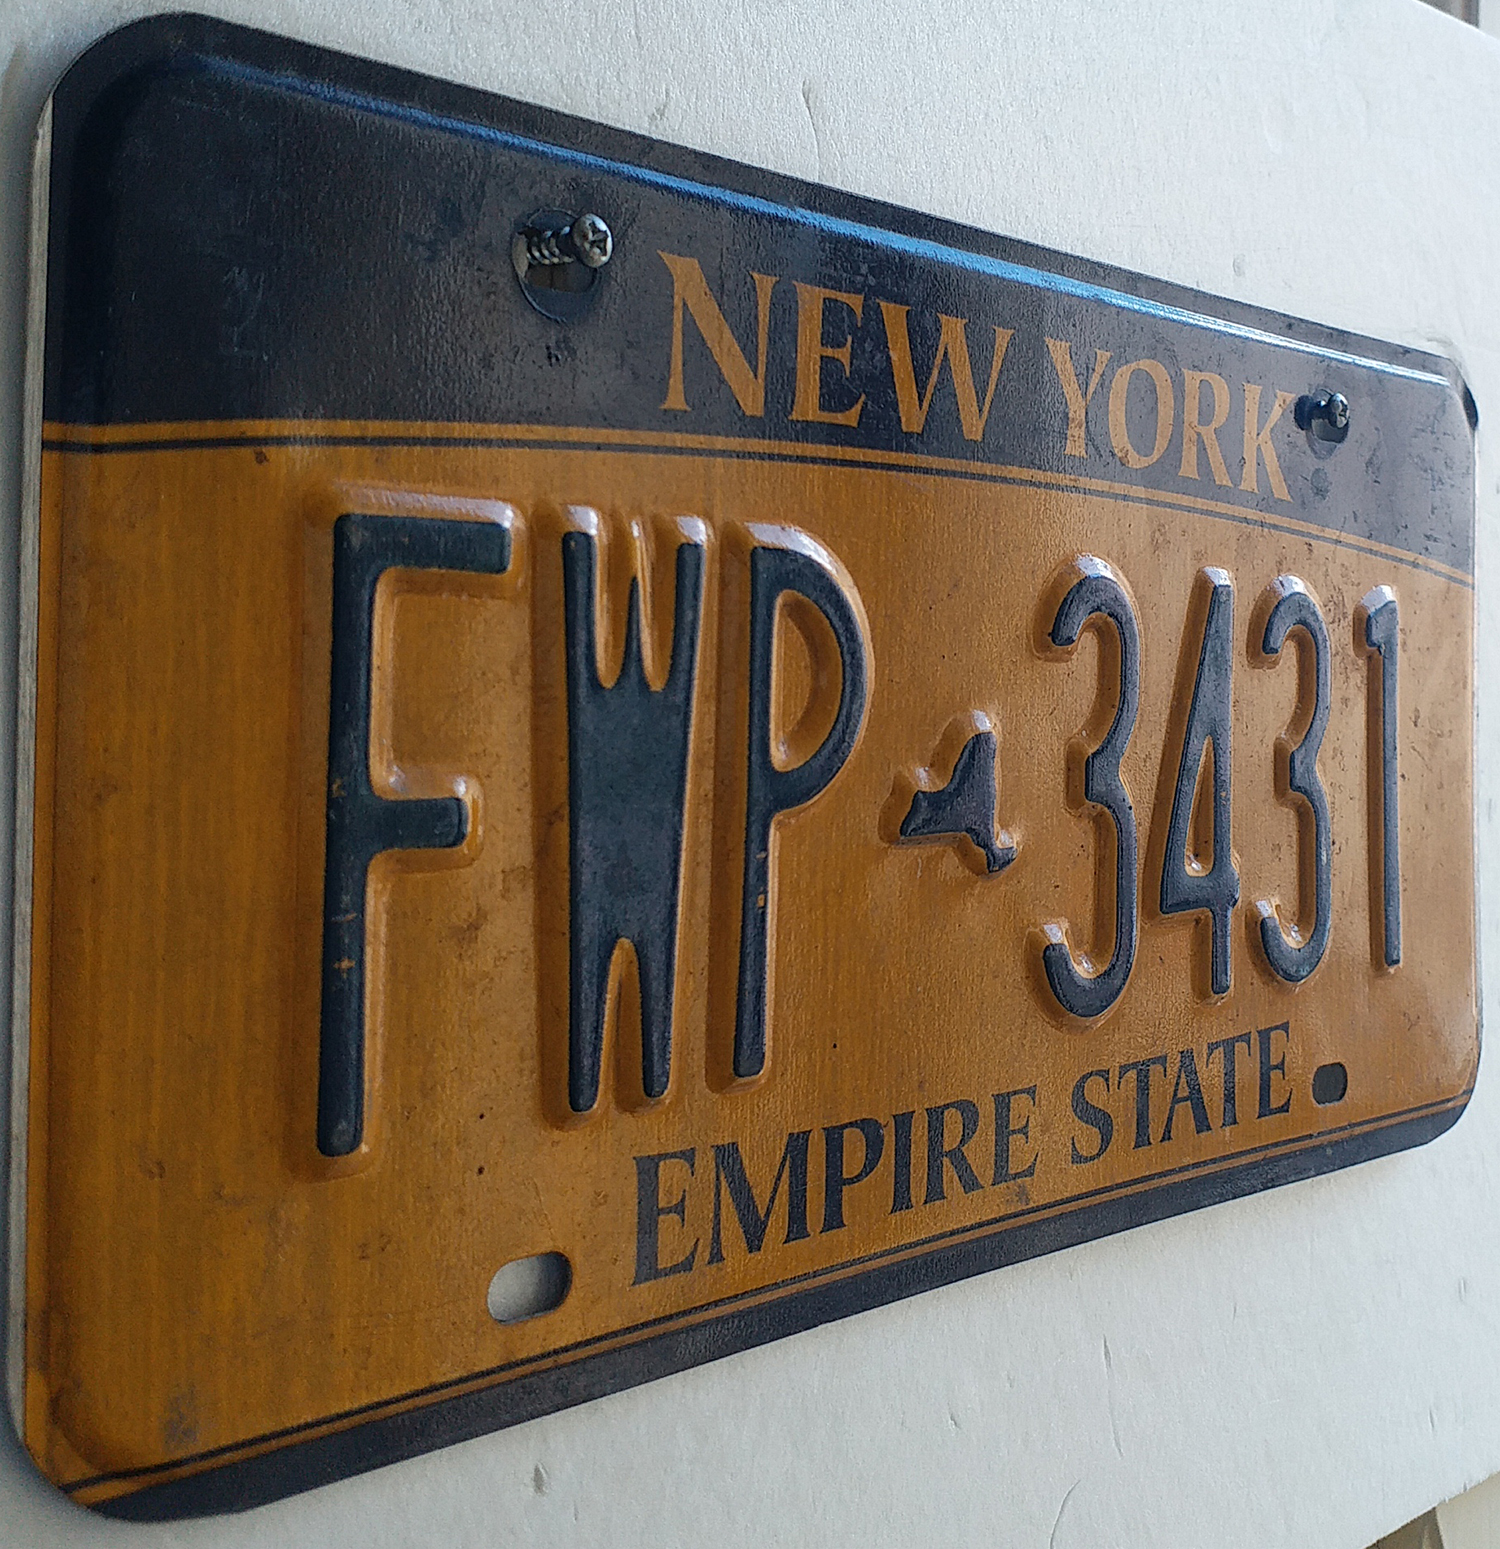 NEW YORK
FWP 3431
EMPIRE STATE